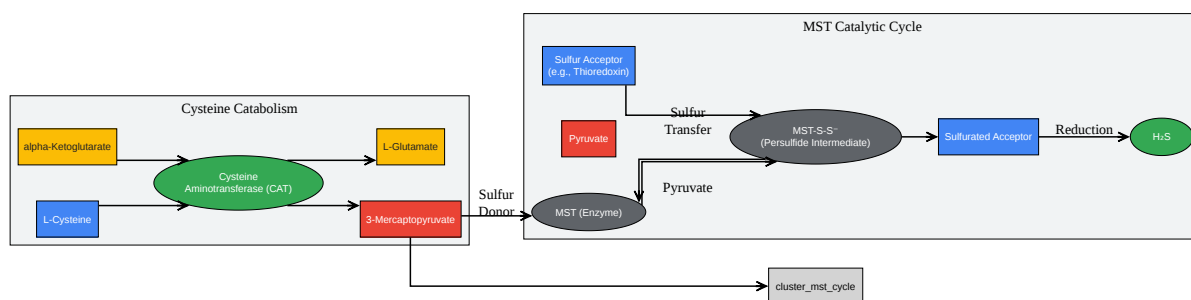 Cysteine Catabolism
alpha-Ketoglutarate
L-Glutamate
Cysteine
Aminotransferase (CAT)
L-Cysteine
3-Mercaptopyruvate
Sulfur
Donor
MST Catalytic Cycle
Sulfur Acceptor
(e.g., Thioredoxin)
Pyruvate
Sulfur
Transfer
MST-S-S⁻
(Persulfide Intermediate)
Sulfurated Acceptor
Reduction
H₂S
Pyruvate
MST (Enzyme)
cluster_mst_cycle